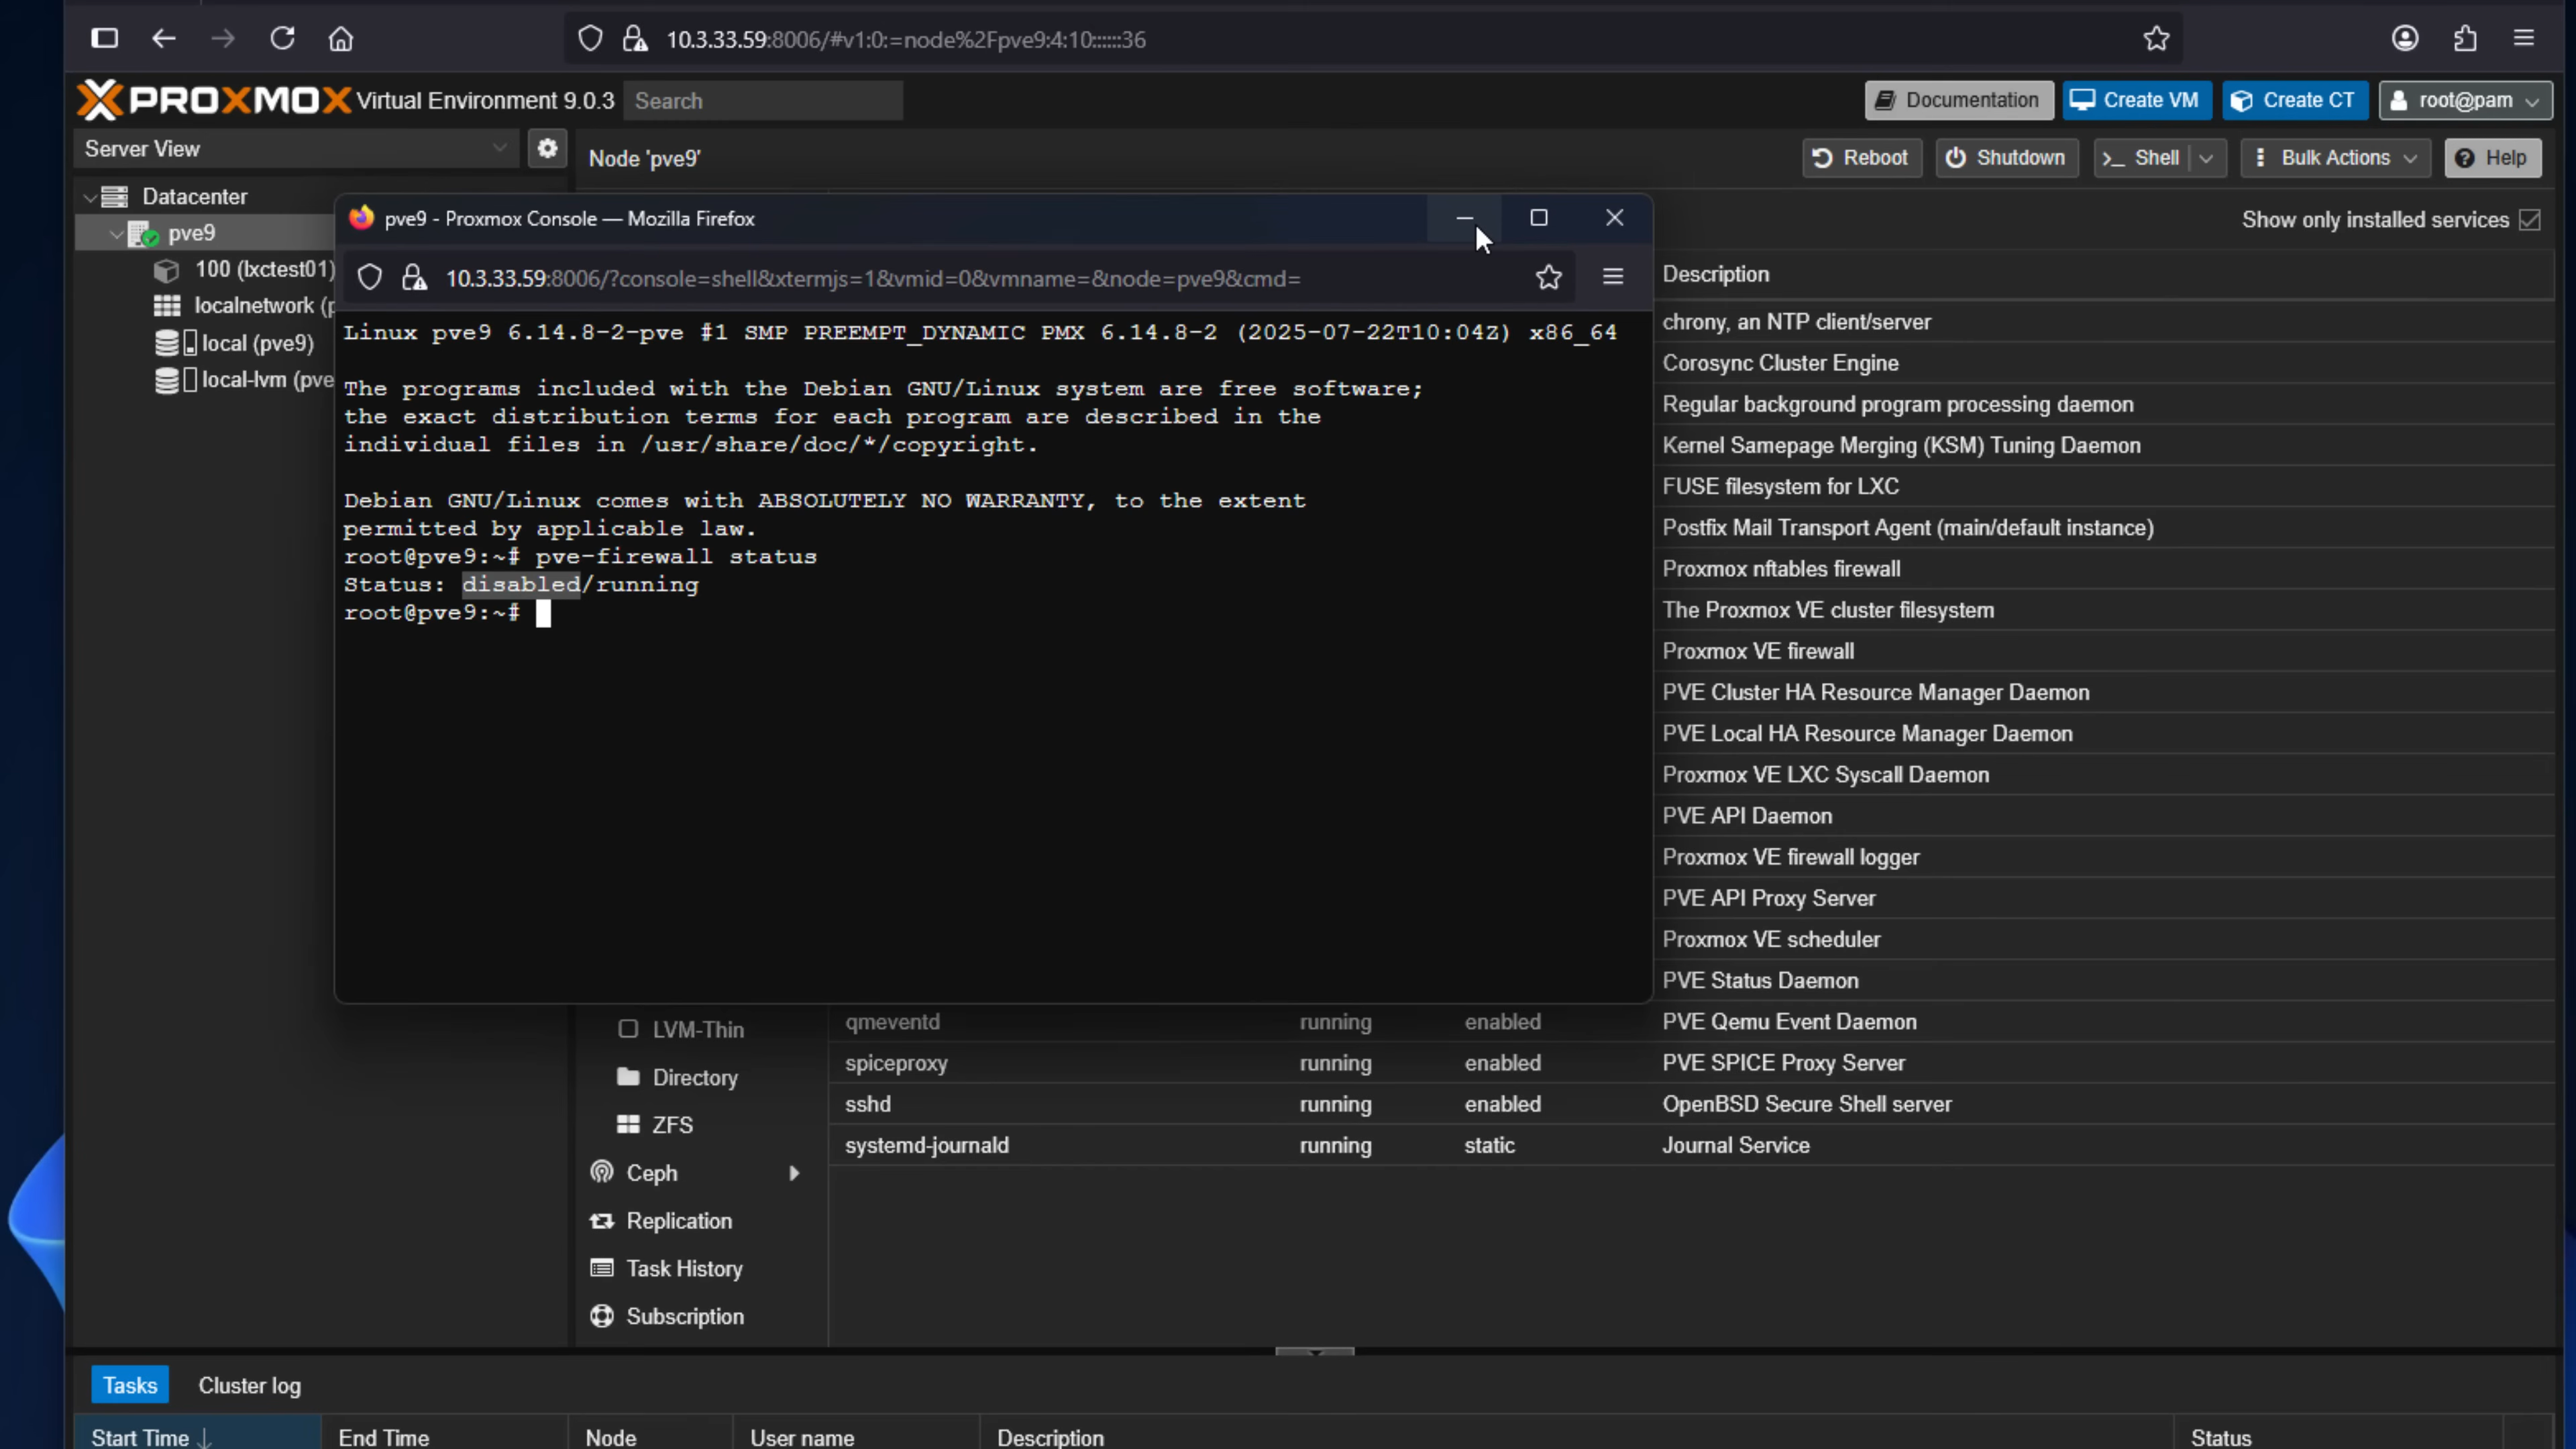 10.3.33.59:8006/#v1:0:=node%2Fpve9:4:10::::::36
PROXMOX Virtual Environment 9.0.3
Search
Documentation
Create VM
Create CT
root@pam
Server View
Node 'pve9'
Reboot
Shutdown
>_ Shell
Bulk Actions
Help
Datacenter
pve9
100 (lxctest01)
localnetwork (p
local (pve9)
local-lvm (pve
Show only installed services
pve9 - Proxmox Console — Mozilla Firefox
10.3.33.59:8006/?console=shell&xtermjs=1&vmid=0&vmname=&node=pve9&cmd=
Linux pve9 6.14.8-2-pve #1 SMP PREEMPT_DYNAMIC PMX 6.14.8-2 (2025-07-22T10:04Z) x86_64
The programs included with the Debian GNU/Linux system are free software;
the exact distribution terms for each program are described in the
individual files in /usr/share/doc/*/copyright.
Debian GNU/Linux comes with ABSOLUTELY NO WARRANTY, to the extent
permitted by applicable law.
root@pve9:~# pve-firewall status
Status: disabled/running
root@pve9:~#
Description
chrony, an NTP client/server
Corosync Cluster Engine
Regular background program processing daemon
Kernel Samepage Merging (KSM) Tuning Daemon
FUSE filesystem for LXC
Postfix Mail Transport Agent (main/default instance)
Proxmox nftables firewall
The Proxmox VE cluster filesystem
Proxmox VE firewall
PVE Cluster HA Resource Manager Daemon
PVE Local HA Resource Manager Daemon
Proxmox VE LXC Syscall Daemon
PVE API Daemon
Proxmox VE firewall logger
PVE API Proxy Server
Proxmox VE scheduler
PVE Status Daemon
qmeventd running enabled PVE Qemu Event Daemon
spiceproxy running enabled PVE SPICE Proxy Server
sshd running enabled OpenBSD Secure Shell server
systemd-journald running static Journal Service
LVM-Thin
Directory
ZFS
Ceph
Replication
Task History
Subscription
Tasks
Cluster log
Start Time
End Time
Node
User name
Description
Status